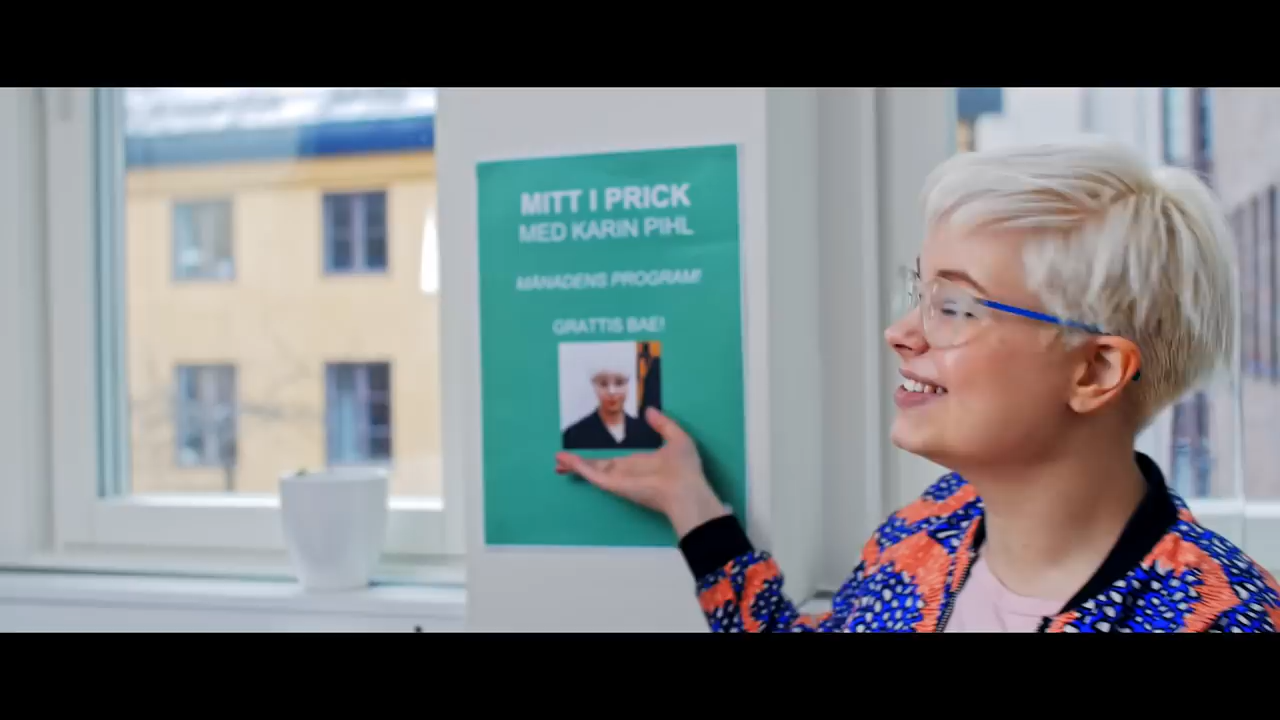 MITT I PRICK
MED KARIN PIHL
MÅNADENS PROGRAM!
GRATTIS BAE!